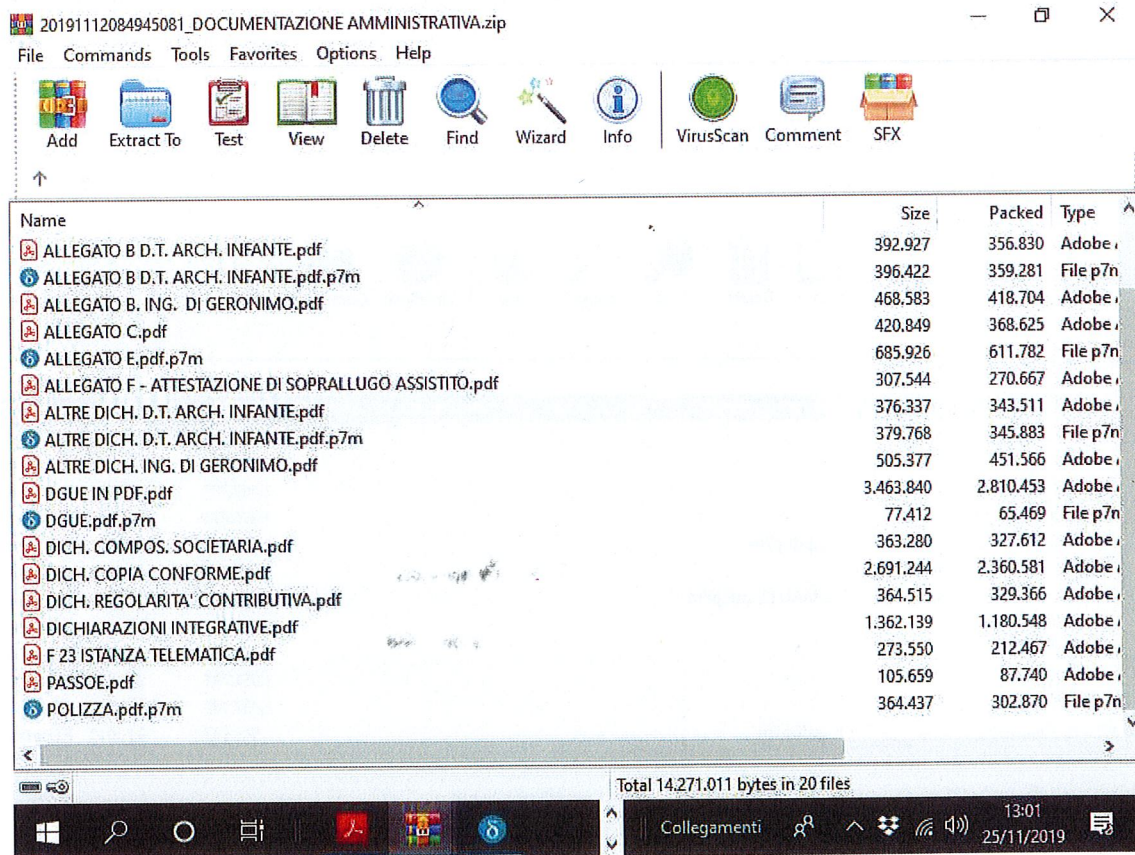 20191112084945081_DOCUMENTAZIONE AMMINISTRATIVA.zip
File Commands Tools Favorites Options Help
Add Extract To Test View Delete Find Wizard Info VirusScan Comment SFX
Name Size Packed Type
ALLEGATO B D.T. ARCH. INFANTE.pdf 392.927 356.830 Adobe
ALLEGATO B D.T. ARCH. INFANTE.pdf.p7m 396.422 359.281 File p7n
ALLEGATO B. ING. DI GERONIMO.pdf 468.583 418.704 Adobe
ALLEGATO C.pdf 420.849 368.625 Adobe
ALLEGATO E.pdf.p7m 685.926 611.782 File p7n
ALLEGATO F - ATTESTAZIONE DI SOPRALLUGO ASSISTITO.pdf 307.544 270.667 Adobe
ALTRE DICH. D.T. ARCH. INFANTE.pdf 376.337 343.511 Adobe
ALTRE DICH. D.T. ARCH. INFANTE.pdf.p7m 379.768 345.883 File p7n
ALTRE DICH. ING. DI GERONIMO.pdf 505.377 451.566 Adobe
DGUE IN PDF.pdf 3.463.840 2.810.453 Adobe
DGUE.pdf.p7m 77.412 65.469 File p7n
DICH. COMPOS. SOCIETARIA.pdf 363.280 327.612 Adobe
DICH. COPIA CONFORME.pdf 2.691.244 2.360.581 Adobe
DICH. REGOLARITA' CONTRIBUTIVA.pdf 364.515 329.366 Adobe
DICHIARAZIONI INTEGRATIVE.pdf 1.362.139 1.180.548 Adobe
F 23 ISTANZA TELEMATICA.pdf 273.550 212.467 Adobe
PASSOE.pdf 105.659 87.740 Adobe
POLIZZA.pdf.p7m 364.437 302.870 File p7n
Total 14.271.011 bytes in 20 files
Collegamenti 13:01
25/11/2019